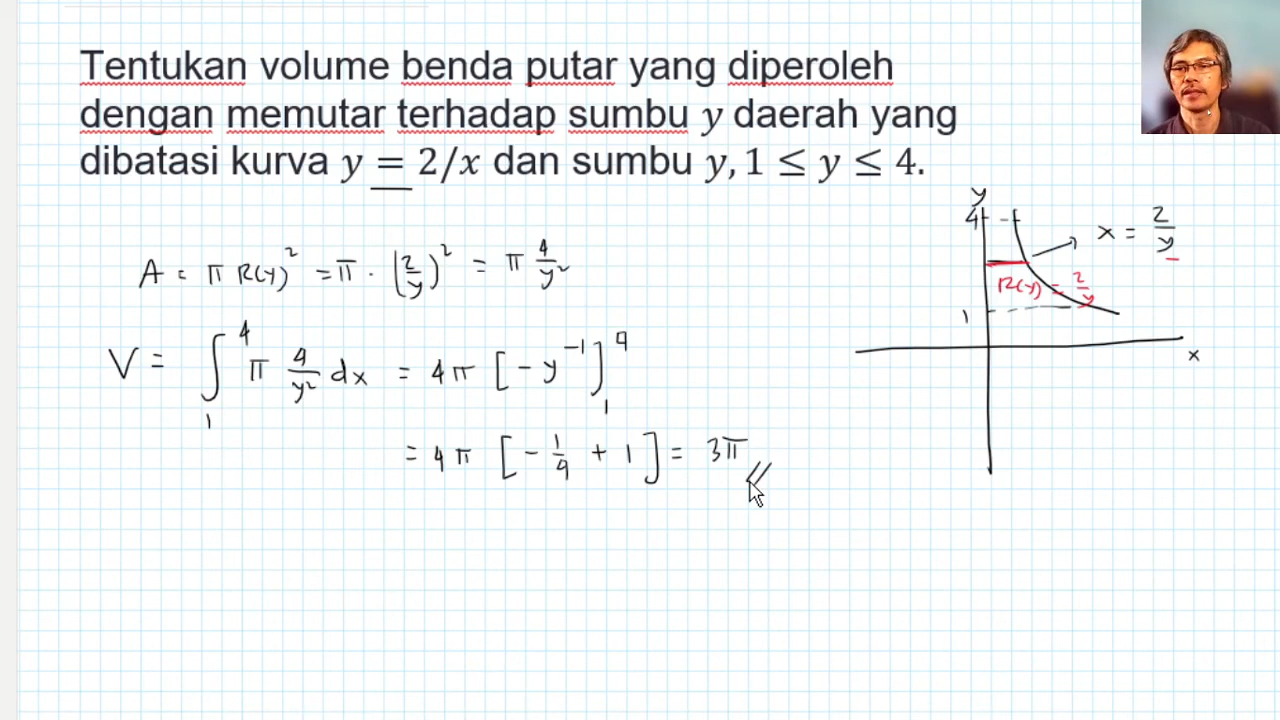 Tentukan volume benda putar yang diperoleh
dengan memutar terhadap sumbu y daerah yang
dibatasi kurva y = 2/x dan sumbu y, 1 ≤ y ≤ 4.
A = π R(y)² = π · (2/y)² = π 4/y²
V = ∫₁⁴ π 4/y² dx = 4π [-y⁻¹]₁⁴
= 4π [-1/4 + 1] = 3π
y
4
x = 2/y
R(y) = 2/y
1
x